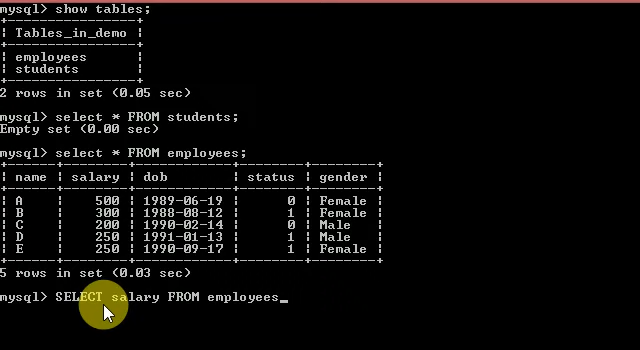 mysql> show tables;
+-------------------+
¦ Tables_in_demo ¦
+-------------------+
¦ employees ¦
¦ students ¦
+-------------------+
2 rows in set (0.05 sec)
mysql> select * FROM students;
Empty set (0.00 sec)
mysql> select * FROM employees;
+------+--------+------------+--------+--------+
¦ name ¦ salary ¦ dob ¦ status ¦ gender ¦
+------+--------+------------+--------+--------+
¦ A ¦ 500 ¦ 1989-06-19 ¦ 0 ¦ Female ¦
¦ B ¦ 300 ¦ 1988-08-12 ¦ 1 ¦ Female ¦
¦ C ¦ 200 ¦ 1990-02-14 ¦ 0 ¦ Male ¦
¦ D ¦ 250 ¦ 1991-01-13 ¦ 1 ¦ Male ¦
¦ E ¦ 250 ¦ 1990-09-17 ¦ 1 ¦ Female ¦
+------+--------+------------+--------+--------+
5 rows in set (0.03 sec)
mysql> SELECT salary FROM employees_